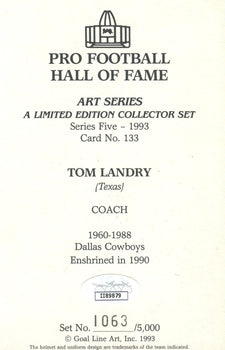 PRO FOOTBALL
HALL OF FAME
ART SERIES
A LIMITED EDITION COLLECTOR SET
Series Five - 1993
Card No. 133
TOM LANDRY
(Texas)
COACH
1960-1988
Dallas Cowboys
Enshrined in 1990
II89879
Set No. 1063/5,000
© Goal Line Art, Inc. 1993
The helmet and uniform design are trademarks of the team indicated.